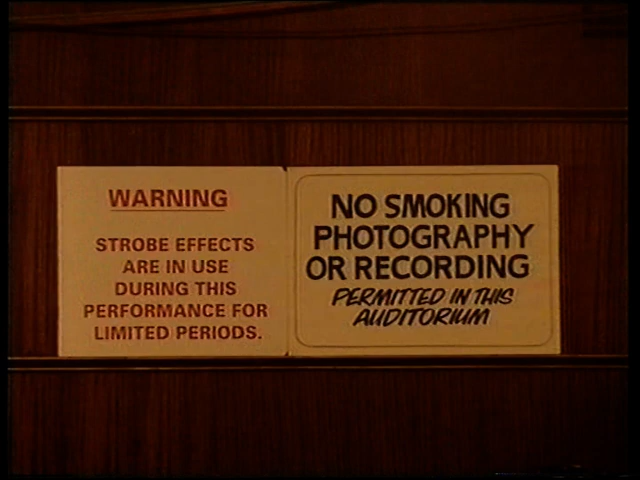 WARNING
STROBE EFFECTS
ARE IN USE
DURING THIS
PERFORMANCE FOR
LIMITED PERIODS.
NO SMOKING
PHOTOGRAPHY
OR RECORDING
PERMITTED IN THIS
AUDITORIUM